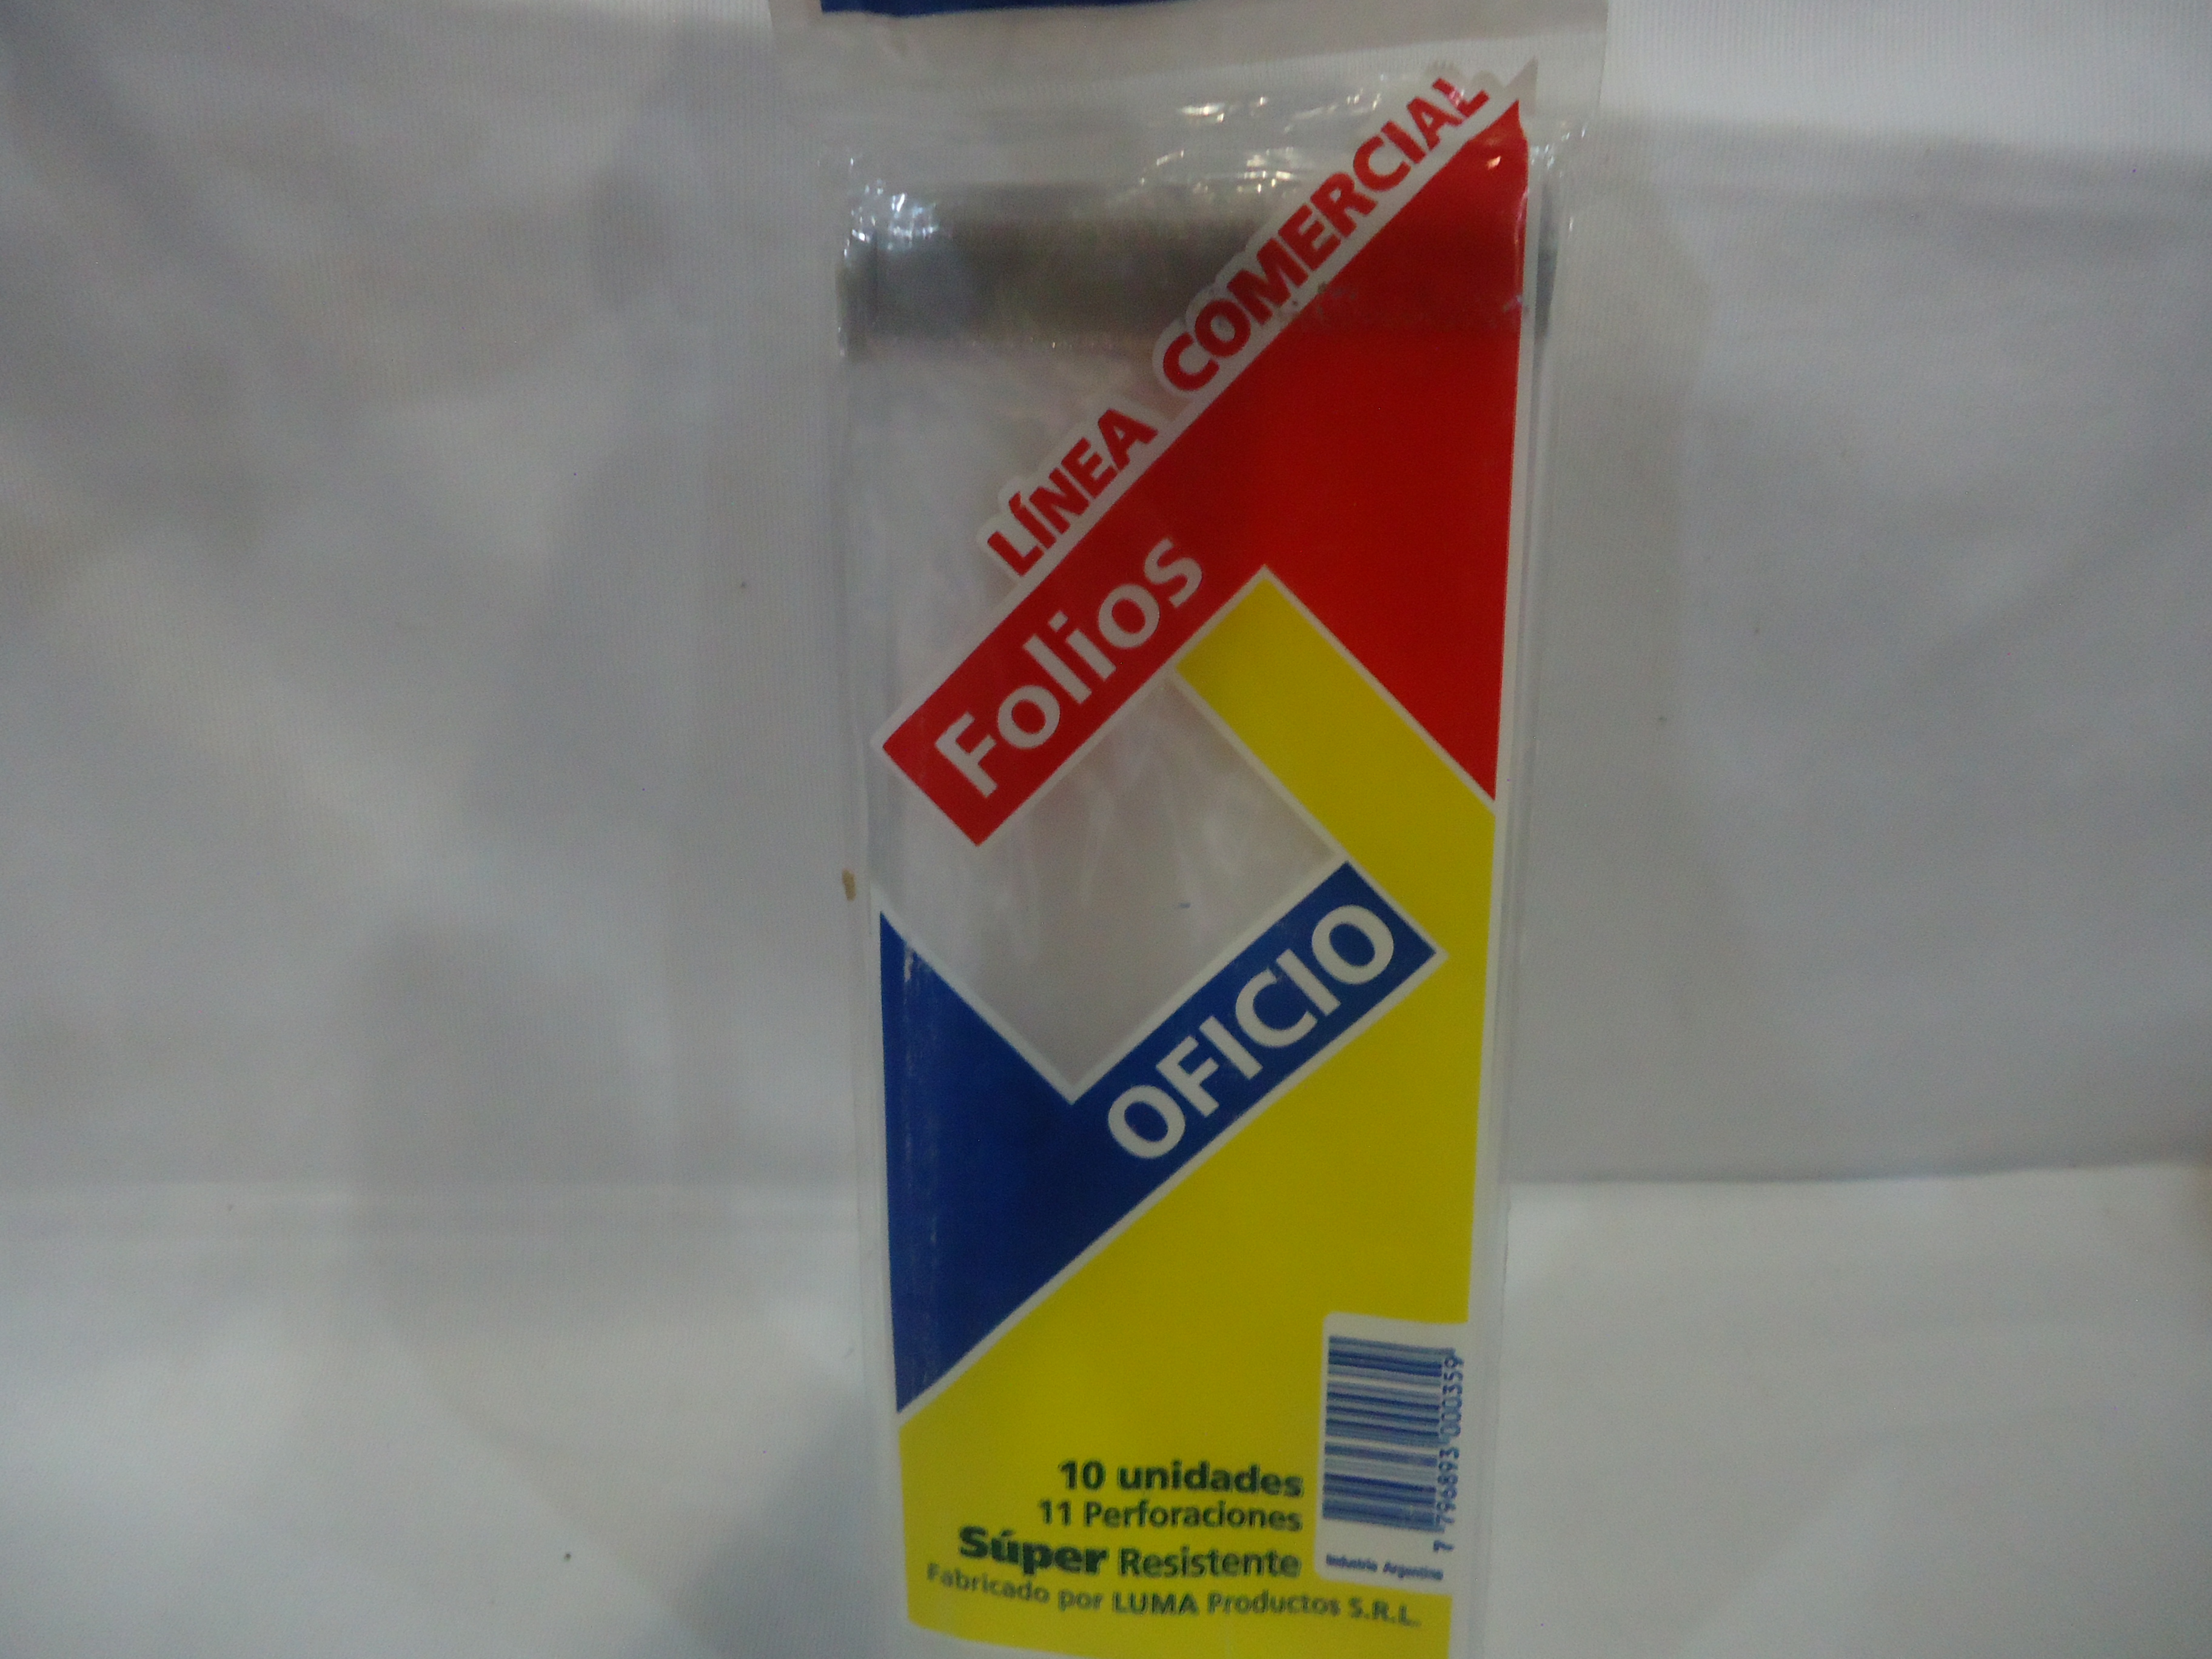 LÍNEA COMERCIAL
Folios
OFICIO
10 unidades
11 Perforaciones
Súper Resistente
Fabricado por LUMA Productos S.R.L.
7 796893 000359
Industria Argentina